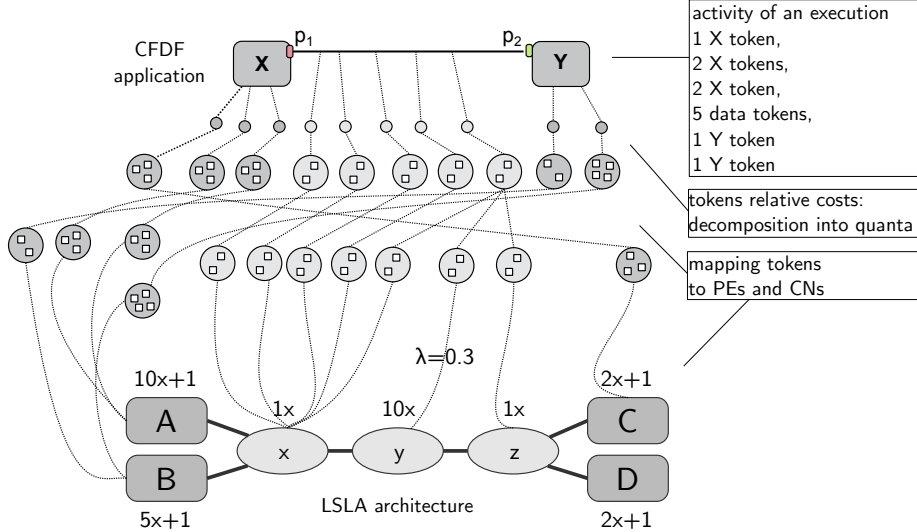 activity of an execution
1 X token,
2 X tokens,
2 X token,
5 data tokens,
1 Y token
1 Y token
CFDF
application
X
p1
p2
Y
tokens relative costs:
decomposition into quanta
mapping tokens
to PEs and CNs
λ=0.3
10x+1
1x
10x
1x
2x+1
A
C
x
y
z
B
D
LSLA architecture
5x+1
2x+1